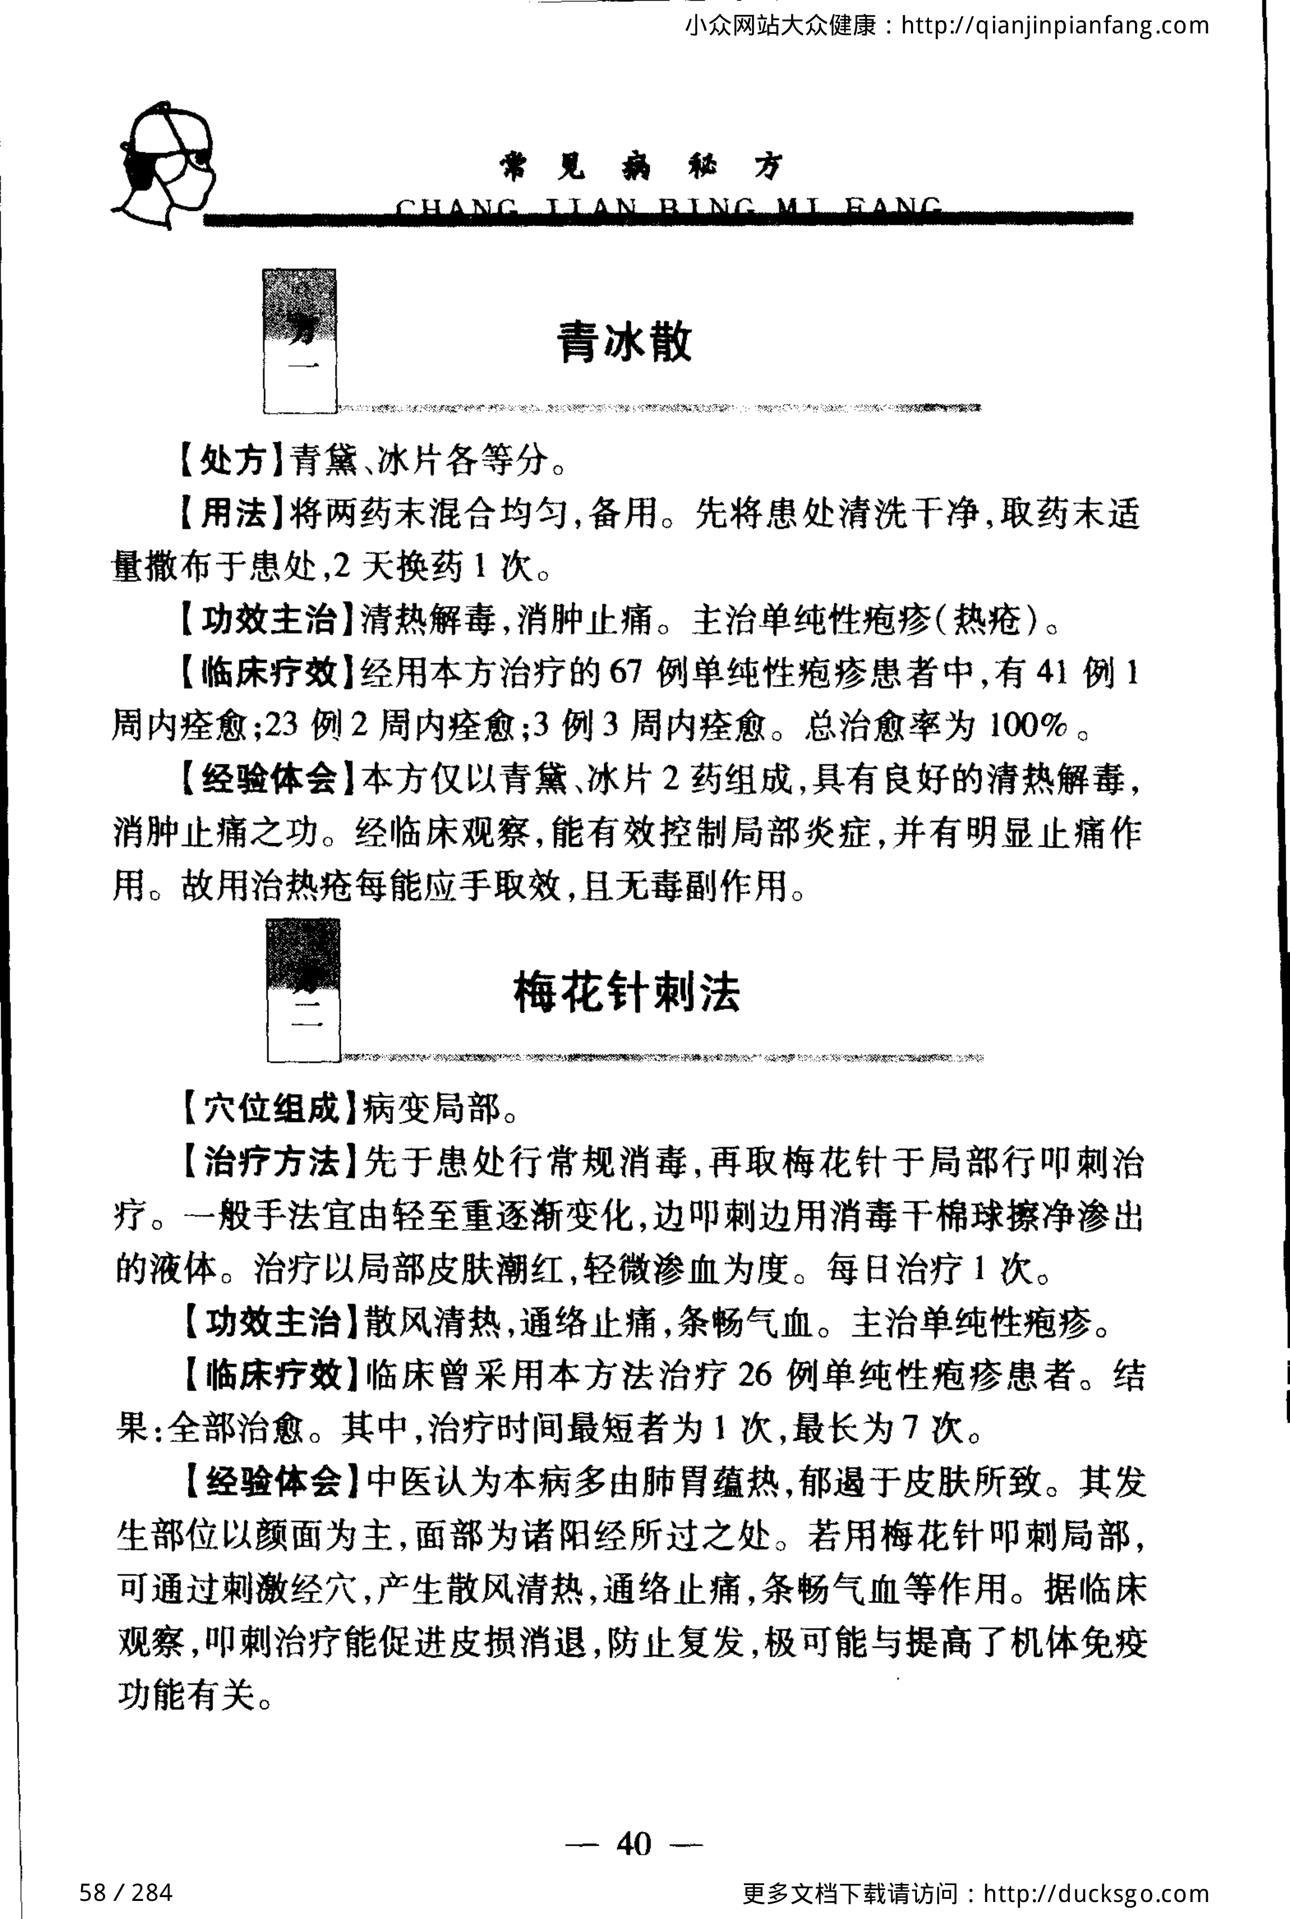 小众网站大众健康：http://qianjinpianfang.com
常见病秘方
CHANG JIAN BING MI FANG
方一
青冰散
【处方】青黛、冰片各等分。
【用法】将两药末混合均匀,备用。先将患处清洗干净,取药末适
量撒布于患处,2 天换药 1 次。
【功效主治】清热解毒,消肿止痛。主治单纯性疱疹(热疮)。
【临床疗效】经用本方治疗的 67 例单纯性疱疹患者中,有 41 例 1
周内痊愈;23 例 2 周内痊愈;3 例 3 周内痊愈。总治愈率为 100%。
【经验体会】本方仅以青黛、冰片 2 药组成,具有良好的清热解毒,
消肿止痛之功。经临床观察,能有效控制局部炎症,并有明显止痛作
用。故用治热疮每能应手取效,且无毒副作用。
方二
梅花针刺法
【穴位组成】病变局部。
【治疗方法】先于患处行常规消毒,再取梅花针于局部行叩刺治
疗。一般手法宜由轻至重逐渐变化,边叩刺边用消毒干棉球擦净渗出
的液体。治疗以局部皮肤潮红,轻微渗血为度。每日治疗 1 次。
【功效主治】散风清热,通络止痛,条畅气血。主治单纯性疱疹。
【临床疗效】临床曾采用本方法治疗 26 例单纯性疱疹患者。结
果:全部治愈。其中,治疗时间最短者为 1 次,最长为 7 次。
【经验体会】中医认为本病多由肺胃蕴热,郁遏于皮肤所致。其发
生部位以颜面为主,面部为诸阳经所过之处。若用梅花针叩刺局部,
可通过刺激经穴,产生散风清热,通络止痛,条畅气血等作用。据临床
观察,叩刺治疗能促进皮损消退,防止复发,极可能与提高了机体免疫
功能有关。
— 40 —
58 / 284
更多文档下载请访问：http://ducksgo.com